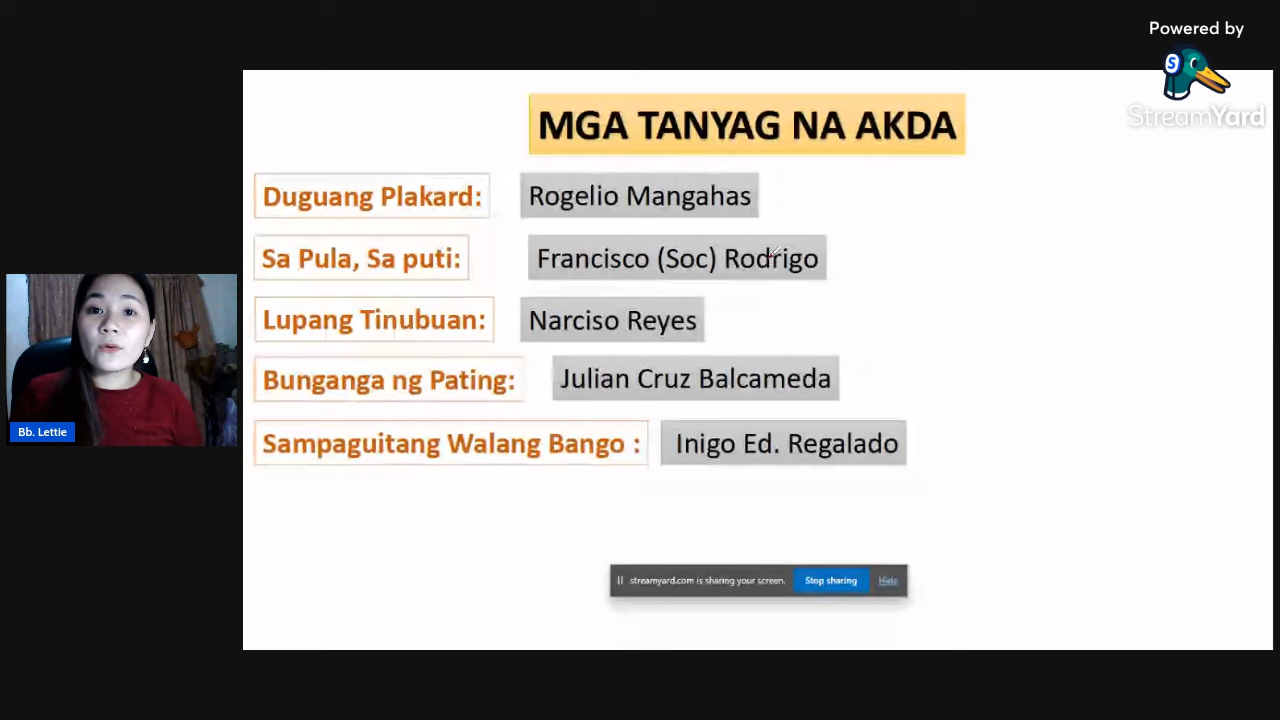 Powered by
StreamYard
MGA TANYAG NA AKDA
Duguang Plakard: Rogelio Mangahas
Sa Pula, Sa puti: Francisco (Soc) Rodrigo
Lupang Tinubuan: Narciso Reyes
Bunganga ng Pating: Julian Cruz Balcameda
Sampaguitang Walang Bango : Inigo Ed. Regalado
Bb. Lettie
streamyard.com is sharing your screen. Stop sharing Hide